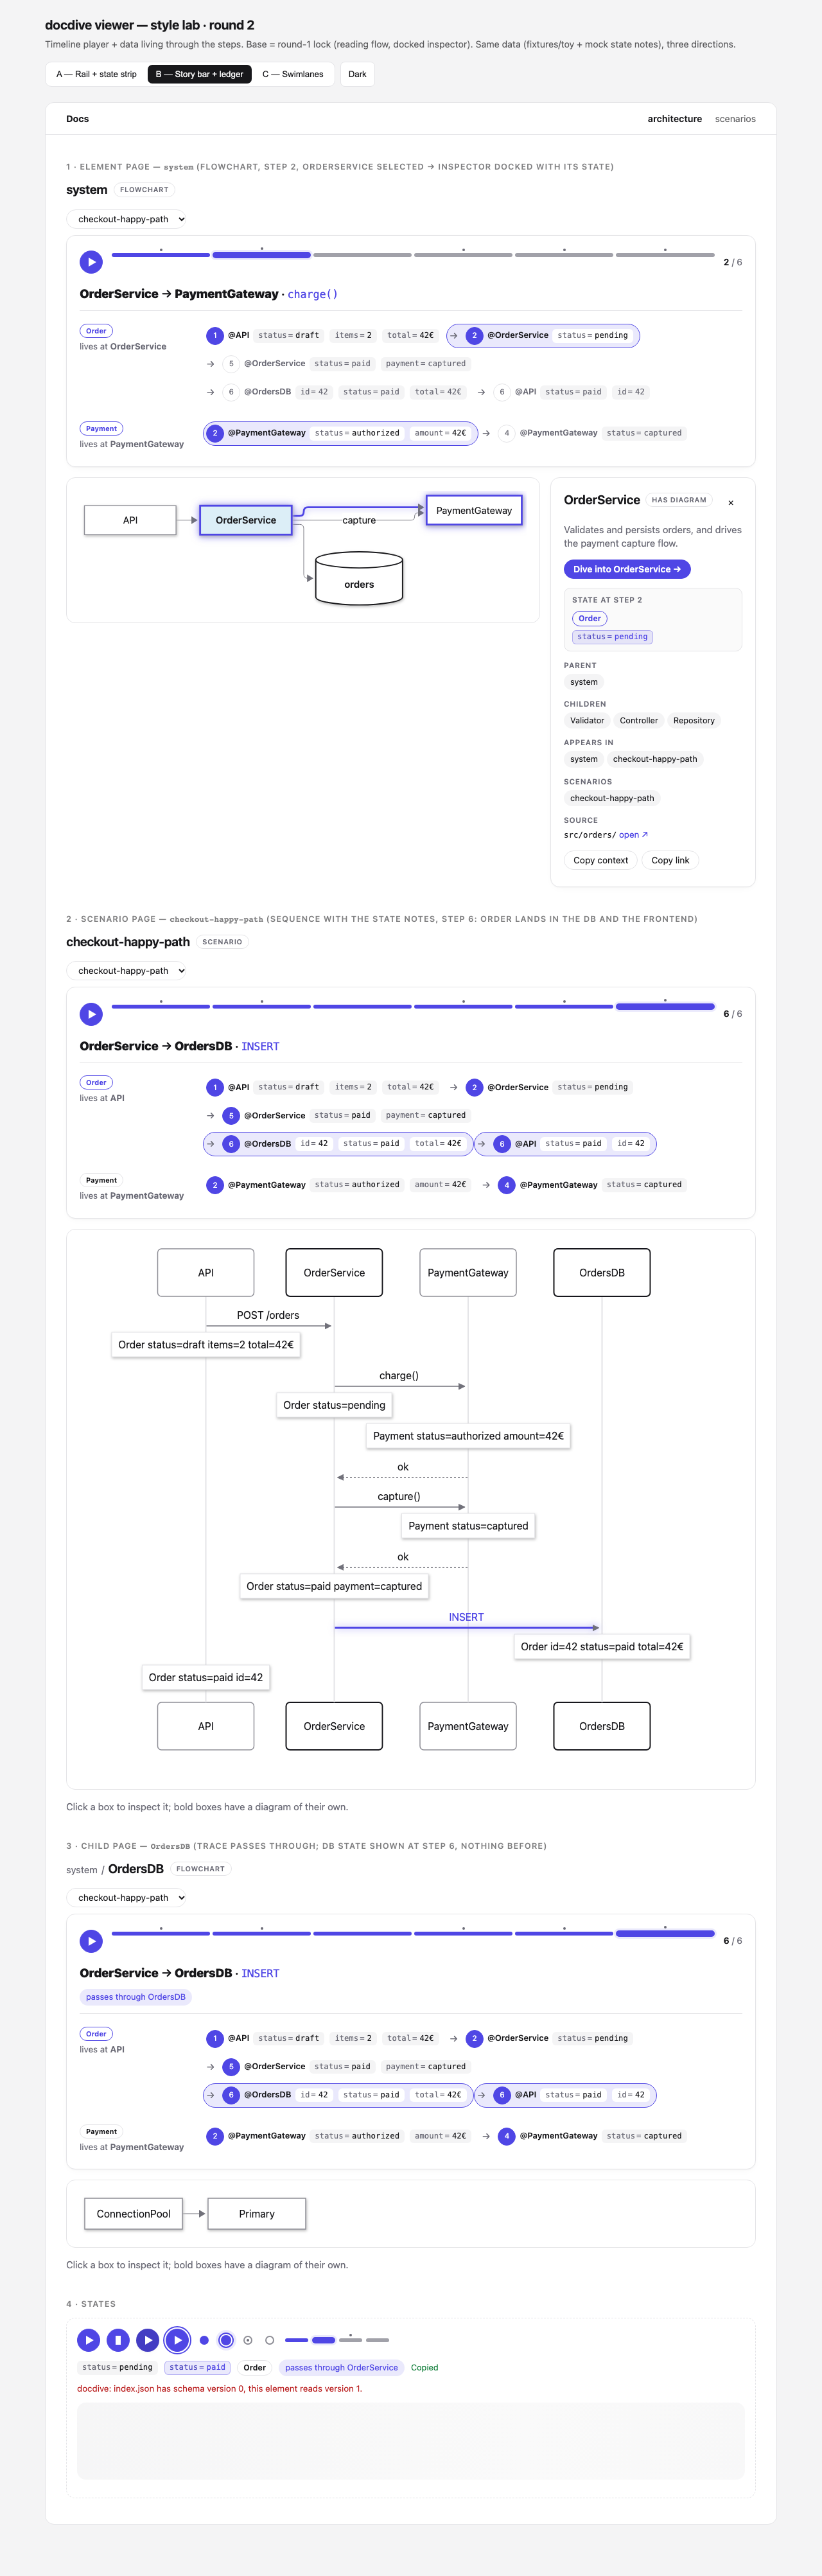 docdive viewer — style lab · round 2
Timeline player + data living through the steps. Base = round-1 lock (reading flow, docked inspector). Same data (fixtures/toy + mock state notes), three directions.
A — Rail + state strip B — Story bar + ledger C — Swimlanes Dark
Docs architecture scenarios
1 · ELEMENT PAGE — system (FLOWCHART, STEP 2, ORDERSERVICE SELECTED → INSPECTOR DOCKED WITH ITS STATE)
system FLOWCHART
checkout-happy-path
2 / 6
OrderService → PaymentGateway · charge()
Order 1 @API status= draft items= 2 total= 42€ → 2 @OrderService status= pending
lives at OrderService
→ 5 @OrderService status= paid payment= captured
→ 6 @OrdersDB id= 42 status= paid total= 42€ → 6 @API status= paid id= 42
Payment 2 @PaymentGateway status= authorized amount= 42€ → 4 @PaymentGateway status= captured
lives at PaymentGateway
API OrderService capture PaymentGateway
orders
OrderService HAS DIAGRAM ×
Validates and persists orders, and drives
the payment capture flow.
Dive into OrderService →
STATE AT STEP 2
Order
status= pending
PARENT
system
CHILDREN
Validator Controller Repository
APPEARS IN
system checkout-happy-path
SCENARIOS
checkout-happy-path
SOURCE
src/orders/ open ↗
Copy context Copy link
2 · SCENARIO PAGE — checkout-happy-path (SEQUENCE WITH THE STATE NOTES, STEP 6: ORDER LANDS IN THE DB AND THE FRONTEND)
checkout-happy-path SCENARIO
checkout-happy-path
6 / 6
OrderService → OrdersDB · INSERT
Order 1 @API status= draft items= 2 total= 42€ → 2 @OrderService status= pending
lives at API
→ 5 @OrderService status= paid payment= captured
→ 6 @OrdersDB id= 42 status= paid total= 42€ → 6 @API status= paid id= 42
Payment 2 @PaymentGateway status= authorized amount= 42€ → 4 @PaymentGateway status= captured
lives at PaymentGateway
API OrderService PaymentGateway OrdersDB
POST /orders
Order status=draft items=2 total=42€
charge()
Order status=pending
Payment status=authorized amount=42€
ok
capture()
Payment status=captured
ok
Order status=paid payment=captured
INSERT
Order id=42 status=paid total=42€
Order status=paid id=42
API OrderService PaymentGateway OrdersDB
Click a box to inspect it; bold boxes have a diagram of their own.
3 · CHILD PAGE — OrdersDB (TRACE PASSES THROUGH; DB STATE SHOWN AT STEP 6, NOTHING BEFORE)
system / OrdersDB FLOWCHART
checkout-happy-path
6 / 6
OrderService → OrdersDB · INSERT
passes through OrdersDB
Order 1 @API status= draft items= 2 total= 42€ → 2 @OrderService status= pending
lives at API
→ 5 @OrderService status= paid payment= captured
→ 6 @OrdersDB id= 42 status= paid total= 42€ → 6 @API status= paid id= 42
Payment 2 @PaymentGateway status= authorized amount= 42€ → 4 @PaymentGateway status= captured
lives at PaymentGateway
ConnectionPool Primary
Click a box to inspect it; bold boxes have a diagram of their own.
4 · STATES
status= pending status= paid Order passes through OrderService Copied
docdive: index.json has schema version 0, this element reads version 1.